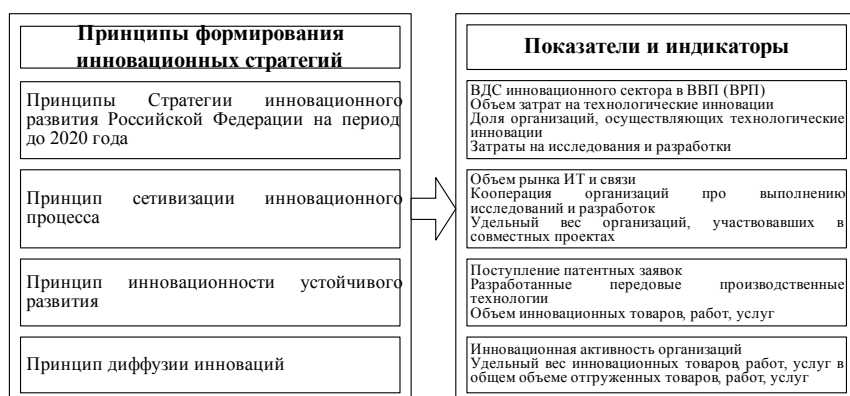 Принципы формирования
инновационных стратегий
Принципы Стратегии инновационного
развития Российской Федерации на период
до 2020 года
Принцип сетивизации инновационного
процесса
Принцип инновационности устойчивого
развития
Принцип диффузии инноваций
Показатели и индикаторы
ВДС инновационного сектора в ВВП (ВРП)
Объем затрат на технологические инновации
Доля организаций, осуществляющих технологические
инновации
Затраты на исследования и разработки
Объем рынка ИТ и связи
Кооперация организаций про выполнению
исследований и разработок
Удельный вес организаций, участвовавших в
совместных проектах
Поступление патентных заявок
Разработанные передовые производственные
технологии
Объем инновационных товаров, работ, услуг
Инновационная активность организаций
Удельный вес инновационных товаров, работ, услуг в
общем объеме отгруженных товаров, работ, услуг